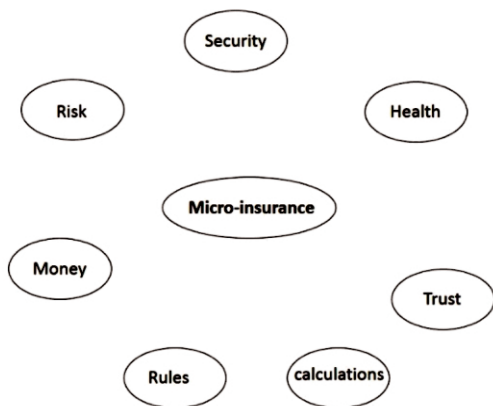 Security
Risk
Health
Micro-insurance
Money
Trust
Rules
calculations